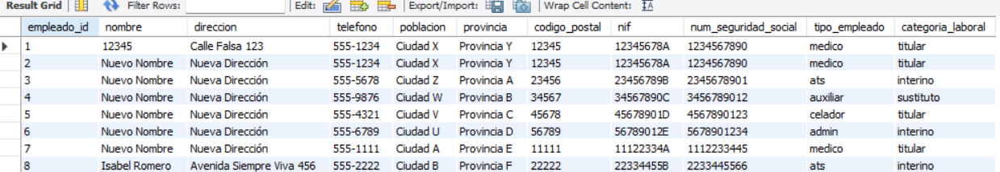 Result Grid Filter Rows: Edit: Export/Import: Wrap Cell Content:
empleado_id nombre direccion telefono poblacion provincia codigo_postal nif num_seguridad_social tipo_empleado categoria_laboral
1 12345 Calle Falsa 123 555-1234 Ciudad X Provincia Y 12345 12345678A 1234567890 medico titular
2 Nuevo Nombre Nueva Dirección 555-1234 Ciudad X Provincia Y 12345 12345678A 1234567890 medico titular
3 Nuevo Nombre Nueva Dirección 555-5678 Ciudad Z Provincia A 23456 23456789B 2345678901 ats interino
4 Nuevo Nombre Nueva Dirección 555-9876 Ciudad W Provincia B 34567 34567890C 3456789012 auxiliar sustituto
5 Nuevo Nombre Nueva Dirección 555-4321 Ciudad V Provincia C 45678 45678901D 4567890123 celador titular
6 Nuevo Nombre Nueva Dirección 555-6789 Ciudad U Provincia D 56789 56789012E 5678901234 admin interino
7 Nuevo Nombre Nueva Dirección 555-1111 Ciudad A Provincia E 11111 11122334A 1112233445 medico titular
8 Isabel Romero Avenida Siempre Viva 456 555-2222 Ciudad B Provincia F 22222 22334455B 2233445566 ats interino